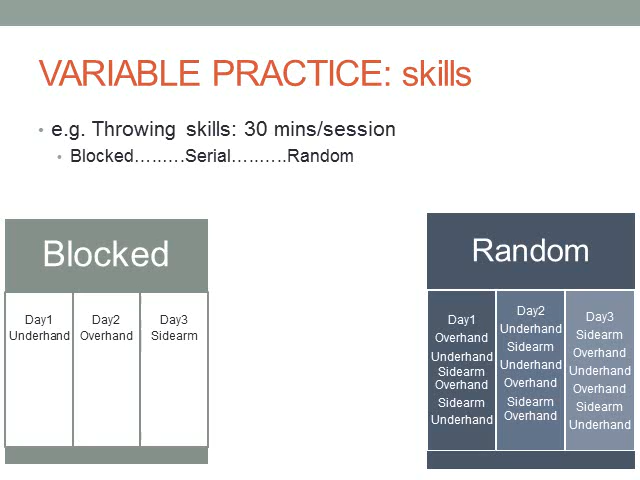 VARIABLE PRACTICE: skills
• e.g. Throwing skills: 30 mins/session
• Blocked........Serial........Random
Blocked
Day1
Underhand
Day2
Overhand
Day3
Sidearm
Random
Day1
Overhand
Underhand
Sidearm
Overhand
Sidearm
Underhand
Day2
Underhand
Sidearm
Underhand
Overhand
Sidearm
Overhand
Day3
Sidearm
Overhand
Underhand
Overhand
Sidearm
Underhand